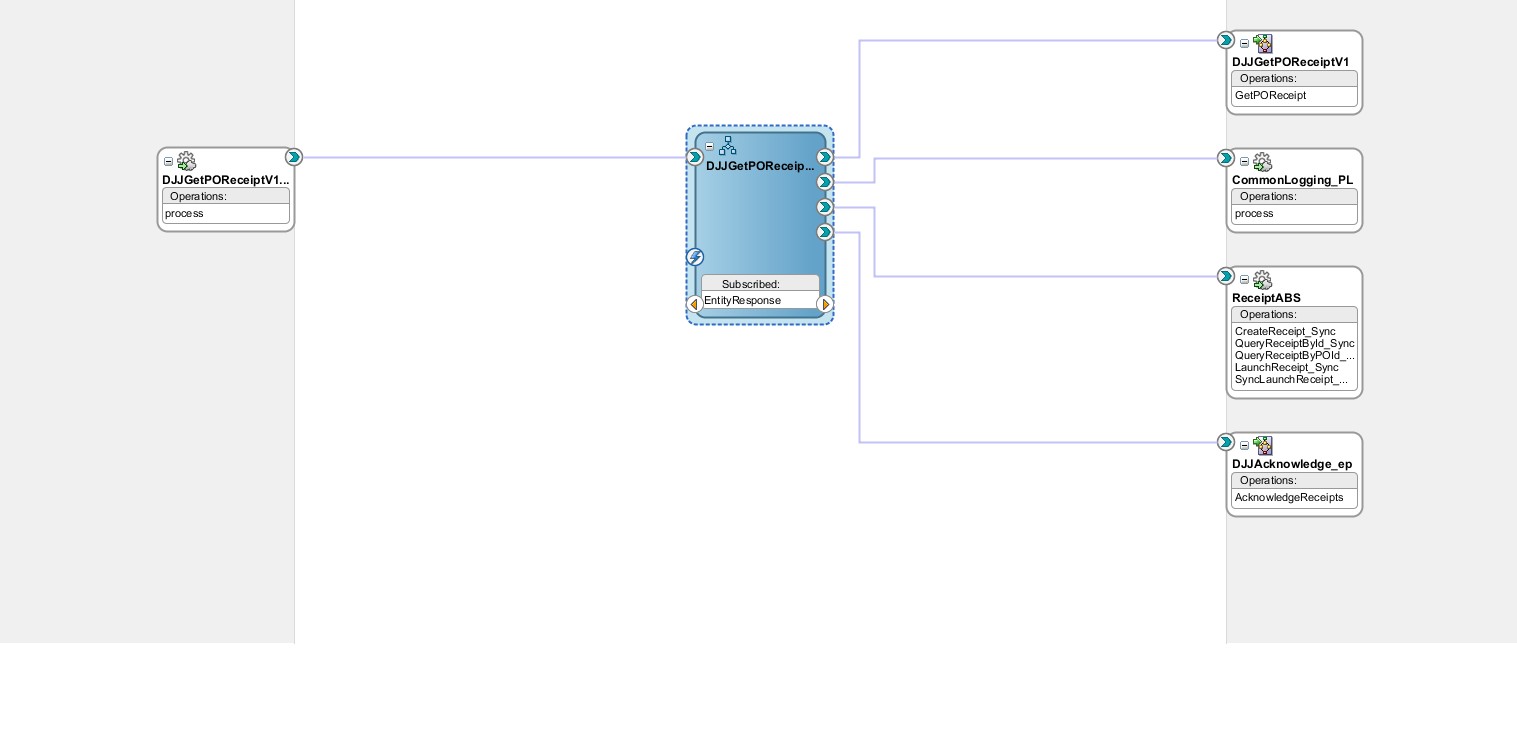 DJJGetPOReceiptV1...
Operations:
process
DJJGetPOReceip...
Subscribed:
EntityResponse
DJJGetPOReceiptV1
Operations:
GetPOReceipt
CommonLogging_PL
Operations:
process
ReceiptABS
Operations:
CreateReceipt_Sync
QueryReceiptById_Sync
QueryReceiptByPOId_...
LaunchReceipt_Sync
SyncLaunchReceipt_...
DJJAcknowledge_ep
Operations:
AcknowledgeReceipts